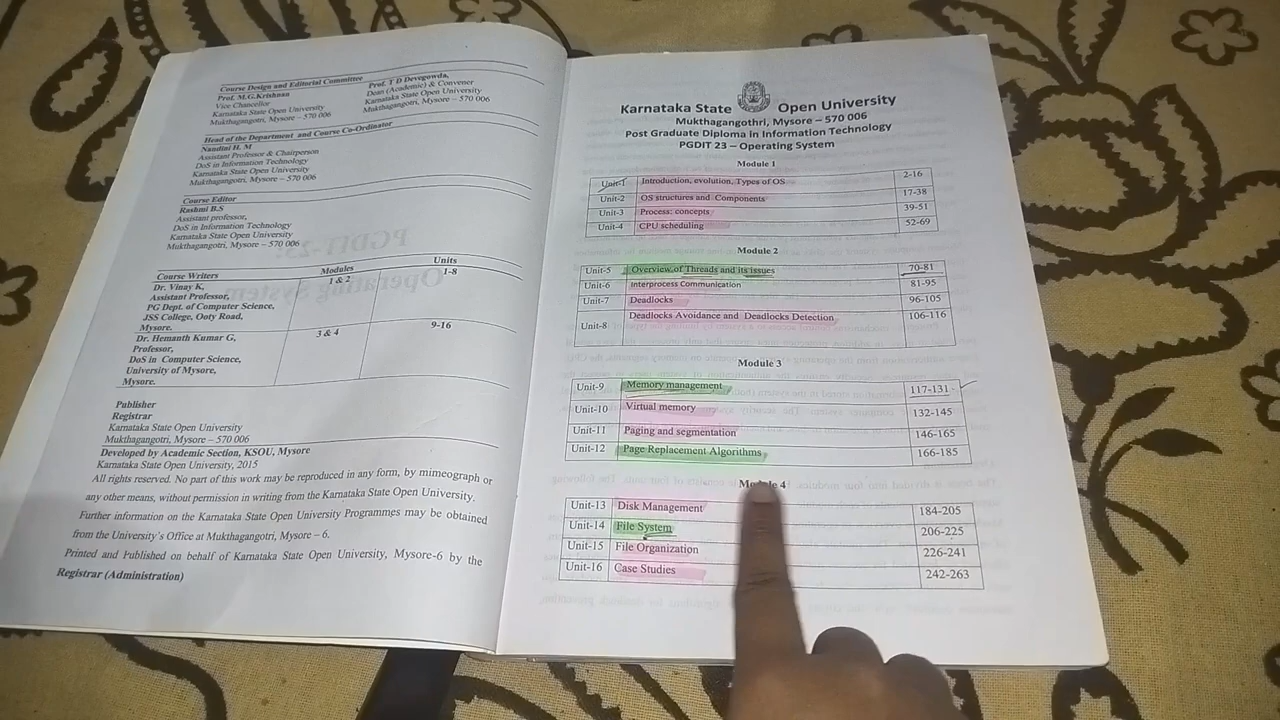 Course Design and Editorial Committee
Prof. M.G.Krishnan
Vice Chancellor
Karnataka State Open University
Mukthagangotri, Mysore – 570 006
Prof. T D Devegowda,
Dean (Academic) & Convener
Karnataka State Open University
Mukthagangotri, Mysore – 570 006
Head of the Department and Course Co-Ordinator
Nandini H. M
Assistant Professor & Chairperson
DoS in Information Technology
Karnataka State Open University
Mukthagangotri, Mysore – 570 006
Course Editor
Rashmi B.S
Assistant professor,
DoS in Information Technology
Karnataka State Open University
Mukthagangotri, Mysore – 570 006
Course Writers Modules Units
Dr. Vinay K, 1 & 2 1-8
Assistant Professor,
PG Dept. of Computer Science,
JSS College, Ooty Road,
Mysore.
Dr. Hemanth Kumar G, 3 & 4 9-16
Professor,
DoS in Computer Science,
University of Mysore,
Mysore.
Publisher
Registrar
Karnataka State Open University
Mukthagangotri, Mysore – 570 006
Developed by Academic Section, KSOU, Mysore
Karnataka State Open University, 2015
All rights reserved. No part of this work may be reproduced in any form, by mimeograph or
any other means, without permission in writing from the Karnataka State Open University.
Further information on the Karnataka State Open University Programmes may be obtained
from the University's Office at Mukthagangotri, Mysore – 6.
Printed and Published on behalf of Karnataka State Open University, Mysore-6 by the
Registrar (Administration)
Karnataka State Open University
Mukthagangothri, Mysore – 570 006
Post Graduate Diploma in Information Technology
PGDIT 23 – Operating System
Module 1
Unit-1 Introduction, evolution, Types of OS 2-16
Unit-2 OS structures and Components 17-38
Unit-3 Process: concepts 39-51
Unit-4 CPU scheduling 52-69
Module 2
Unit-5 Overview of Threads and its issues 70-81
Unit-6 Interprocess Communication 81-95
Unit-7 Deadlocks 96-105
Unit-8 Deadlocks Avoidance and Deadlocks Detection 106-116
Module 3
Unit-9 Memory management 117-131
Unit-10 Virtual memory 132-145
Unit-11 Paging and segmentation 146-165
Unit-12 Page Replacement Algorithms 166-185
Module 4
Unit-13 Disk Management 184-205
Unit-14 File System 206-225
Unit-15 File Organization 226-241
Unit-16 Case Studies 242-263